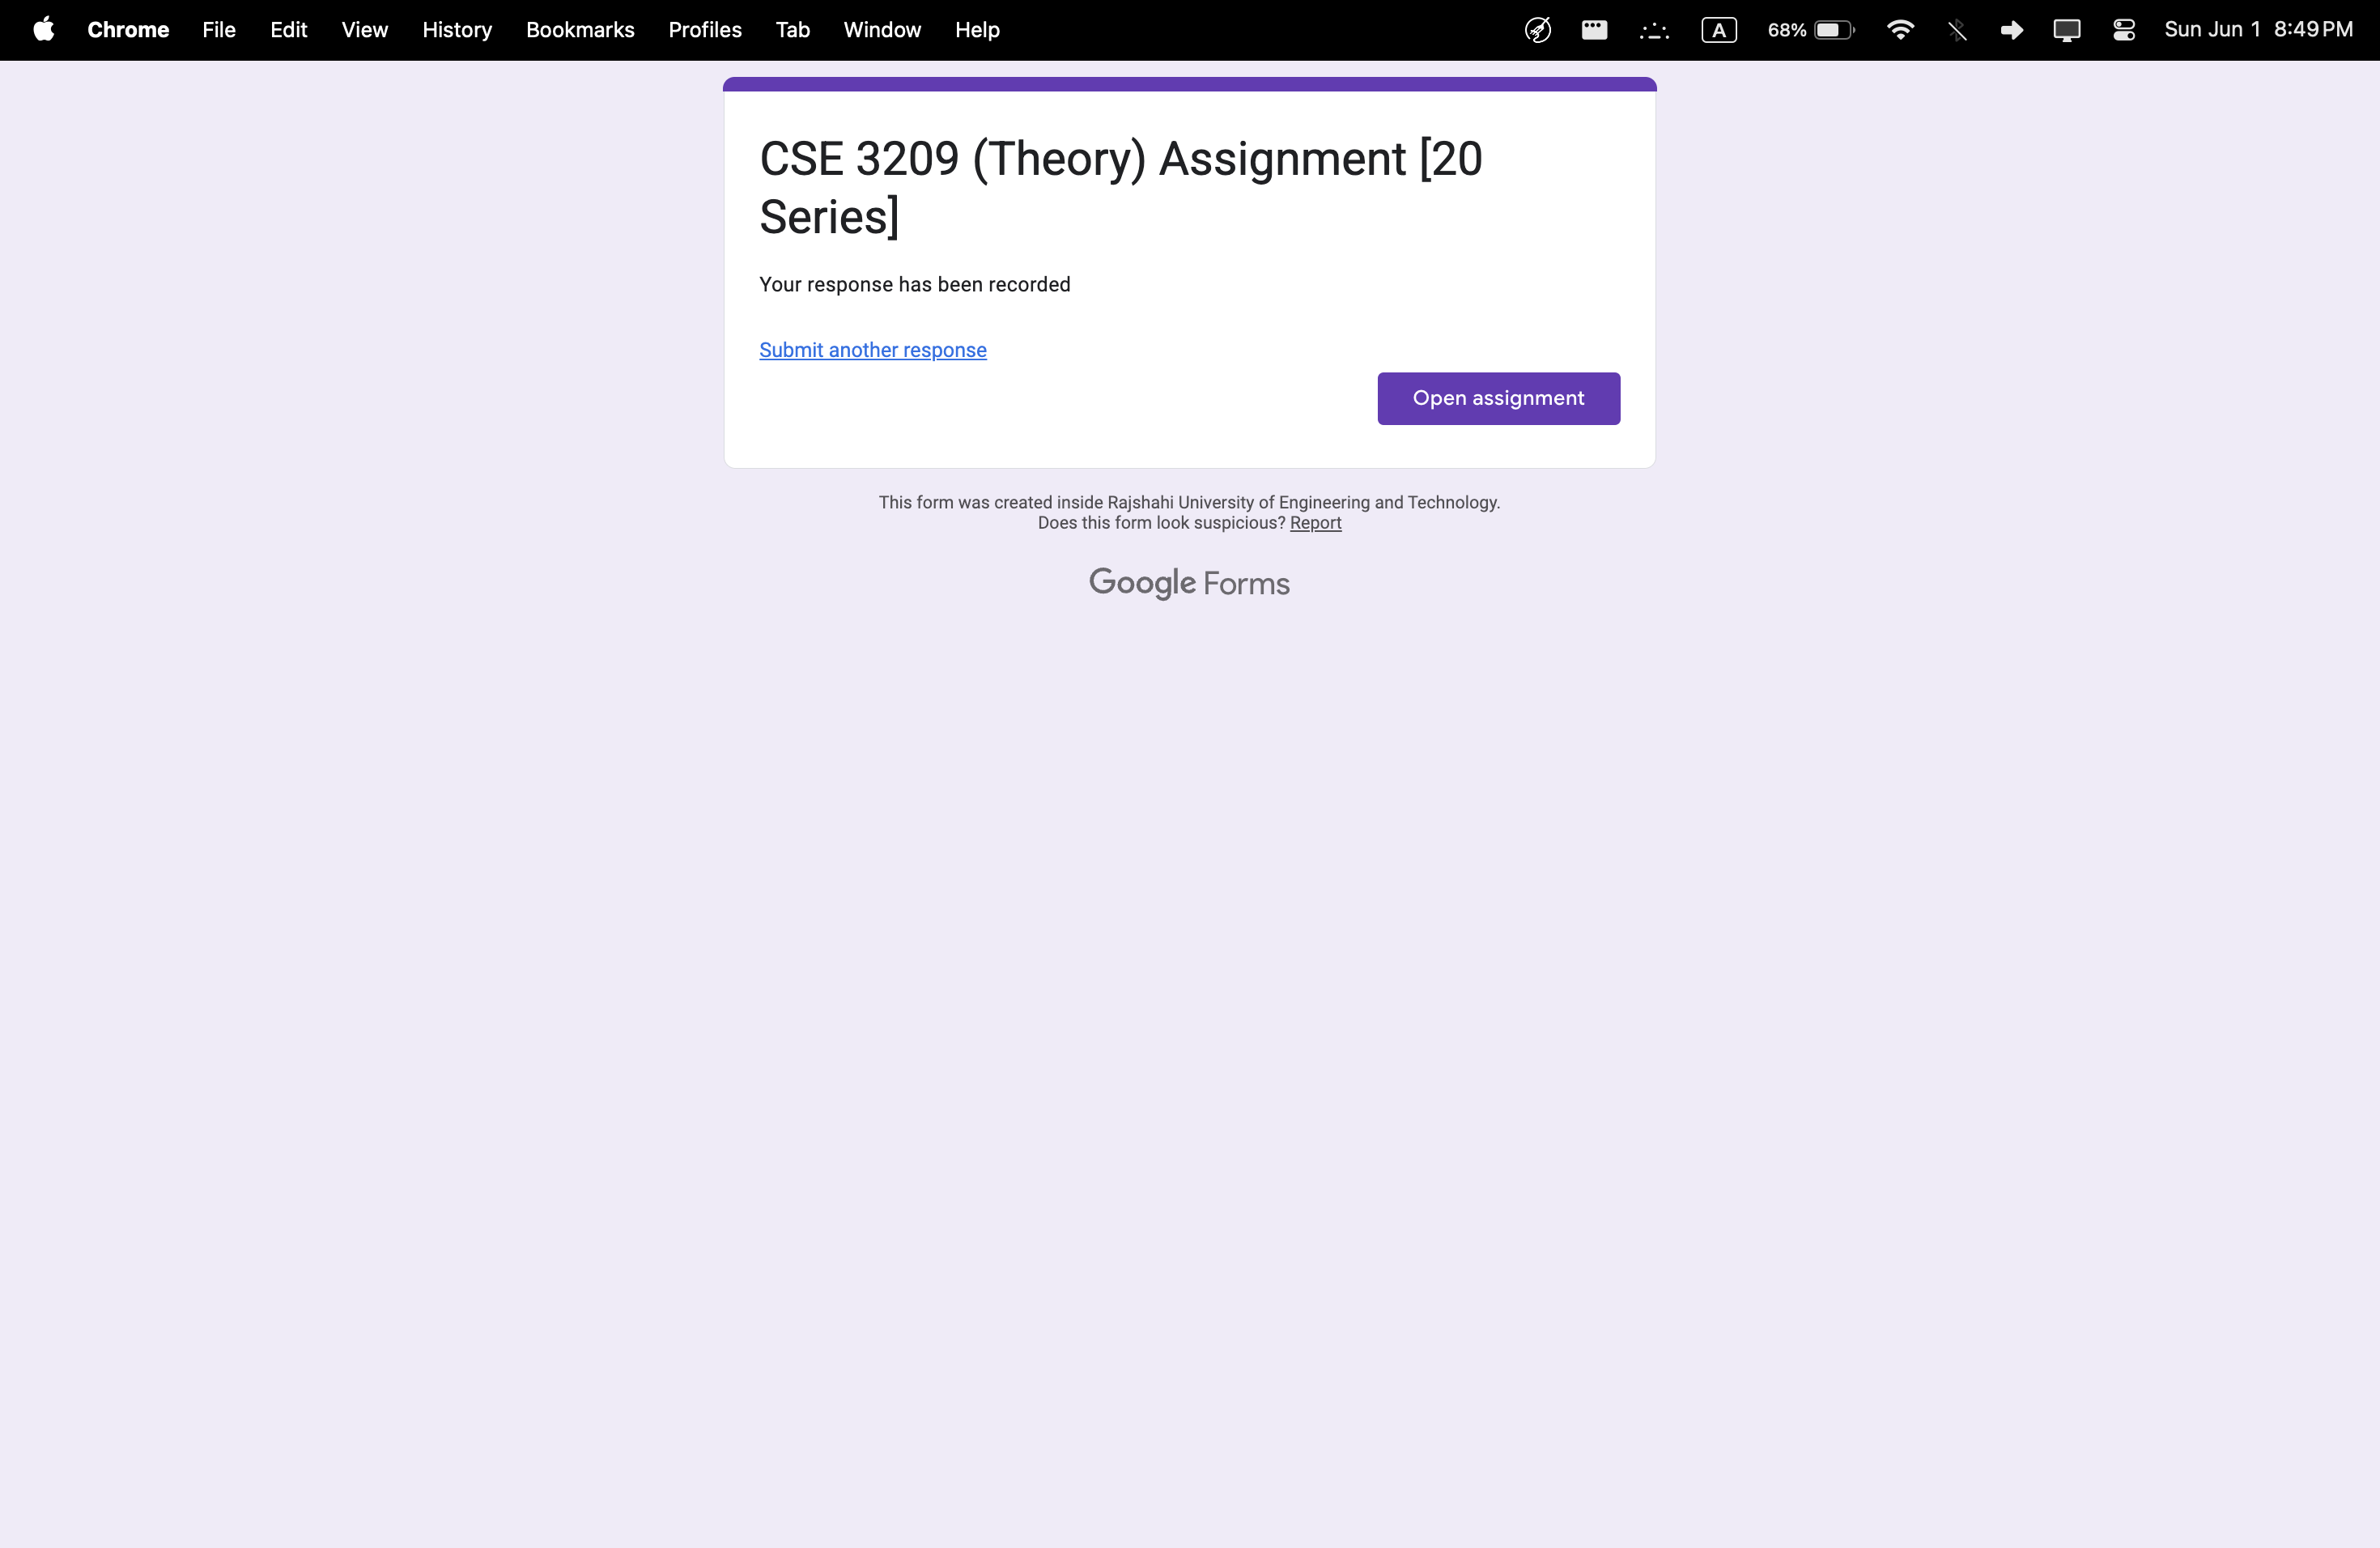 Chrome File Edit View History Bookmarks Profiles Tab Window Help A 68% Sun Jun 1 8:49 PM
CSE 3209 (Theory) Assignment [20
Series]
Your response has been recorded
Submit another response
Open assignment
This form was created inside Rajshahi University of Engineering and Technology.
Does this form look suspicious? Report
Google Forms